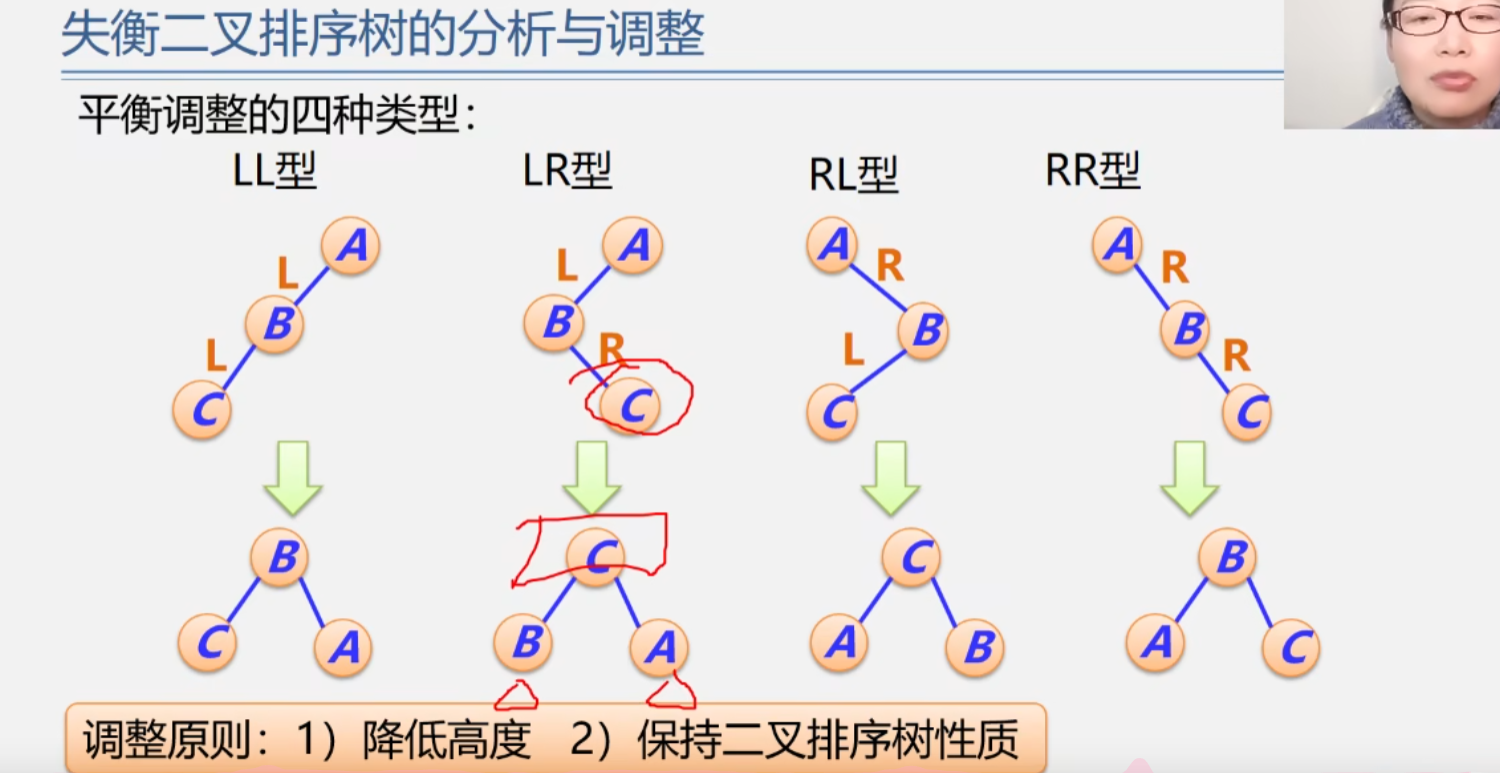 失衡二叉排序树的分析与调整
平衡调整的四种类型：
LL型 LR型 RL型 RR型
A A A A
L L R R
B B B B
L R L R
C C C C
B C C B
C A B A A B A C
调整原则：1）降低高度 2）保持二叉排序树性质